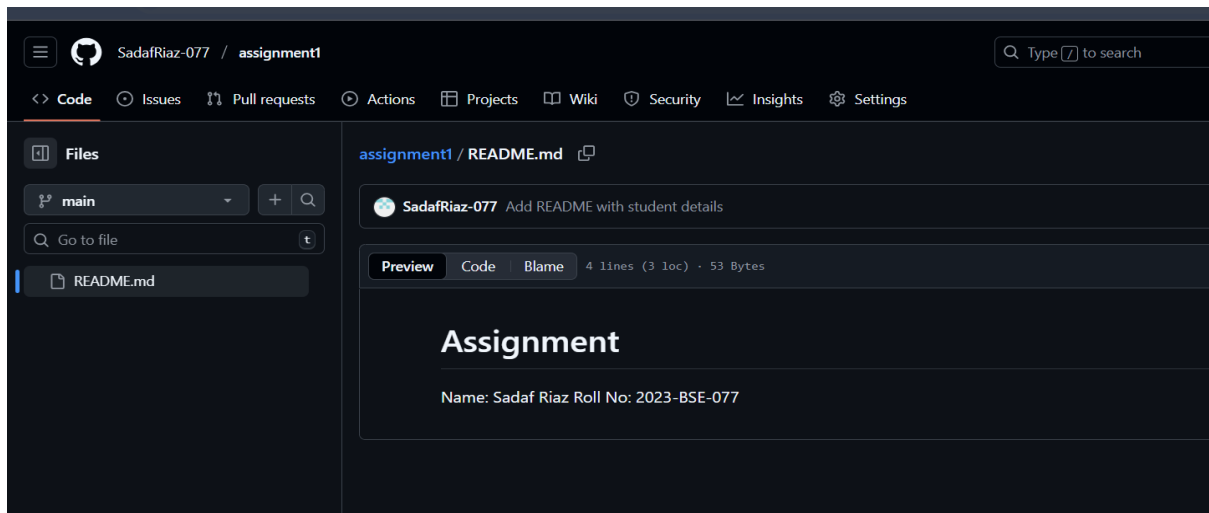 SadafRiaz-077 / assignment1
Type / to search
Code Issues Pull requests Actions Projects Wiki Security Insights Settings
Files
main
Go to file t
README.md
assignment1 / README.md
SadafRiaz-077 Add README with student details
Preview Code Blame 4 lines (3 loc) · 53 Bytes
Assignment
Name: Sadaf Riaz Roll No: 2023-BSE-077